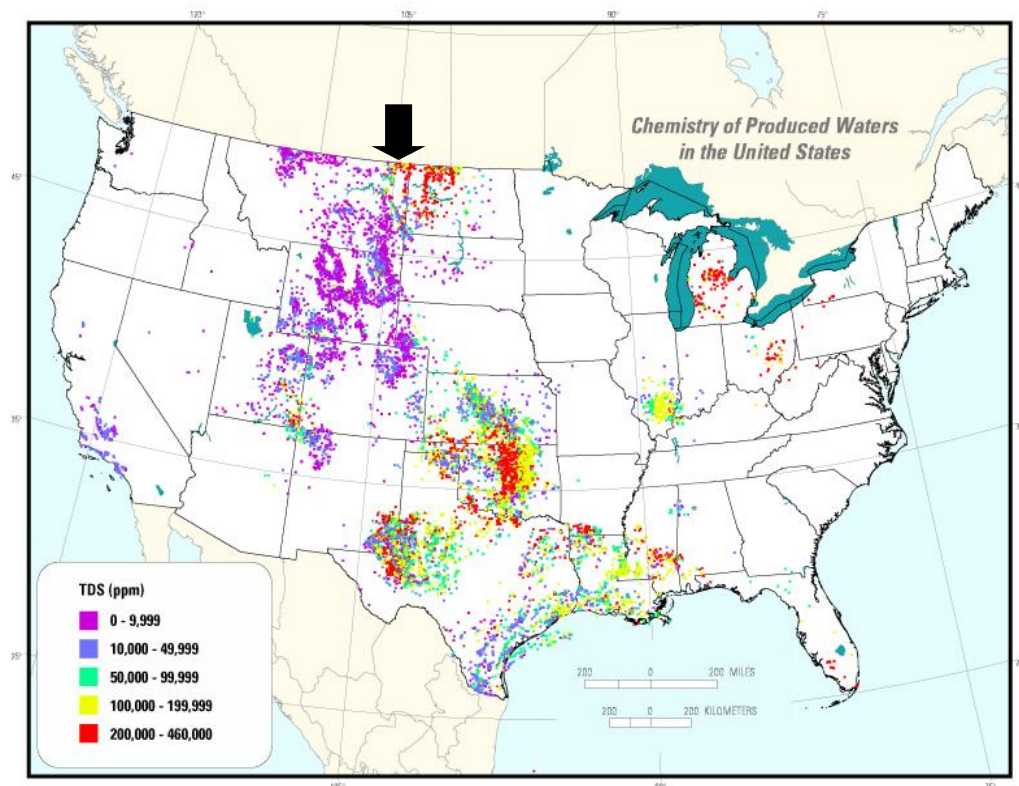 120°
105°
90°
75°
Chemistry of Produced Waters
in the United States
45°
35°
25°
TDS (ppm)
0 - 9,999
10,000 - 49,999
50,000 - 99,999
100,000 - 199,999
200,000 - 460,000
200 0 200 MILES
200 0 200 KILOMETERS